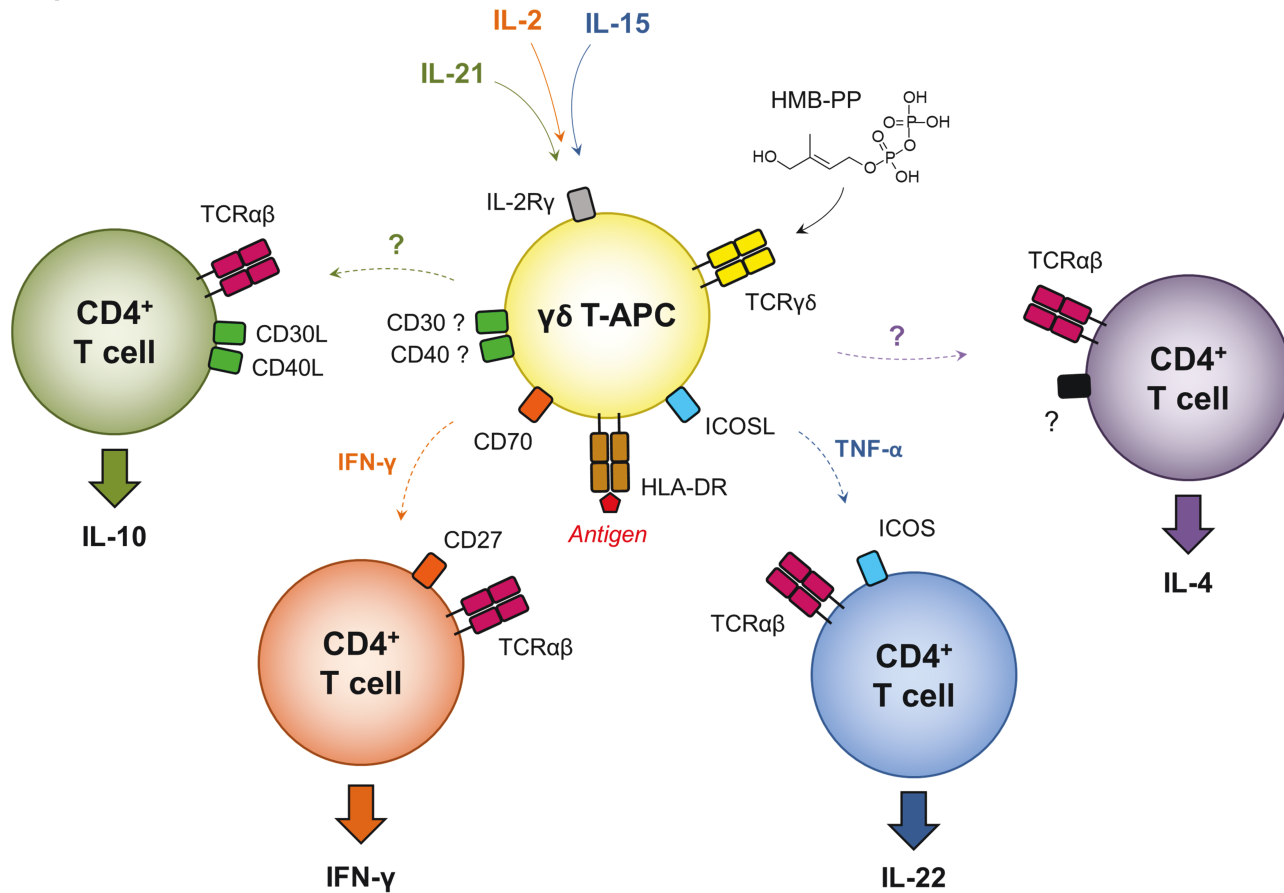 IL-2
IL-15
IL-21
HMB-PP
OH
O=P-OH
O
O
HO
O
P
OH
OH
IL-2Rγ
TCRαβ
?
TCRγδ
γδ T-APC
CD4+
T cell
CD30L
CD40L
CD30 ?
CD40 ?
TCRαβ
?
CD4+
T cell
?
CD70
ICOSL
IFN-γ
TNF-α
HLA-DR
Antigen
IL-10
CD27
ICOS
IL-4
TCRαβ
TCRαβ
CD4+
T cell
CD4+
T cell
IFN-γ
IL-22